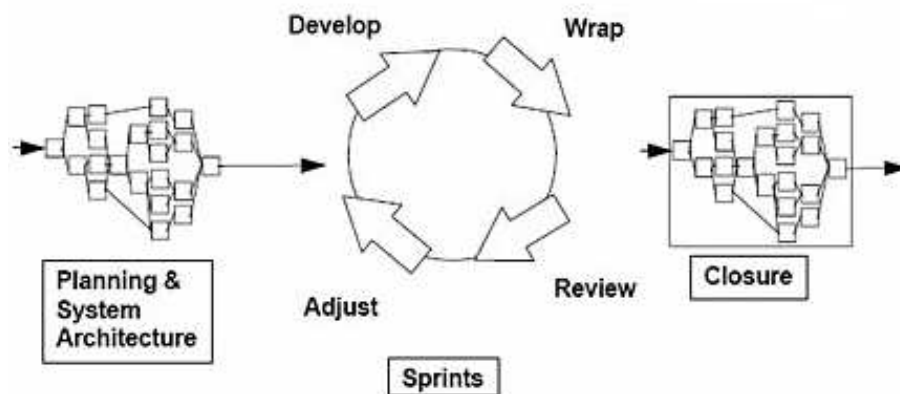 Develop
Wrap
Planning &
System
Architecture
Adjust
Review
Closure
Sprints